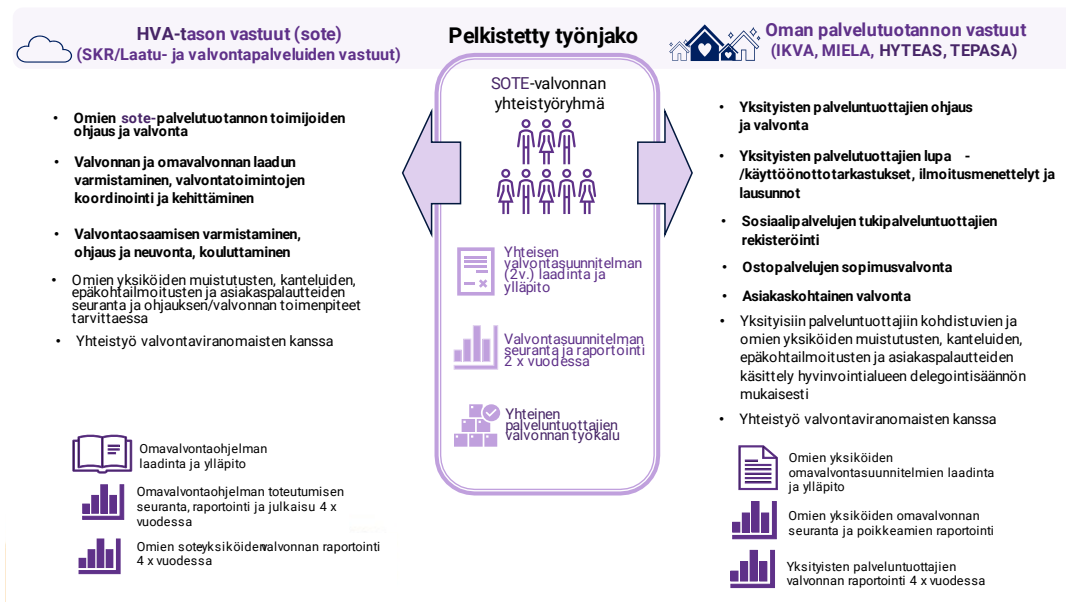 HVA-tason vastuut (sote)
(SKR/Laatu- ja valvontapalveluiden vastuut)
• Omien sote-palvelutuotannon toimijoiden
ohjaus ja valvonta
• Valvonnan ja omavalvonnan laadun
varmistaminen, valvontatoimintojen
koordinointi ja kehittäminen
• Valvontaosaamisen varmistaminen,
ohjaus ja neuvonta, kouluttaminen
• Omien yksiköiden muistutusten, kanteluiden,
epäkohtailmoitusten ja asiakaspalautteiden
seuranta ja ohjauksen/valvonnan toimenpiteet
tarvittaessa
• Yhteistyö valvontaviranomaisten kanssa
Omavalvontaohjelman
laadinta ja ylläpito
Omavalvontaohjelman toteutumisen
seuranta, raportointi ja julkaisu 4 x
vuodessa
Omien soteyksiköidenvalvonnan raportointi
4 x vuodessa
Pelkistetty työnjako
SOTE-valvonnan
yhteistyöryhmä
Yhteisen
valvontasuunnitelman
(2v.) laadinta ja
ylläpito
Valvontasuunnitelman
seuranta ja raportointi
2 x vuodessa
Yhteinen
palveluntuottajien
valvonnan työkalu
Oman palvelutuotannon vastuut
(IKVA, MIELA, HYTEAS, TEPASA)
• Yksityisten palveluntuottajien ohjaus
ja valvonta
• Yksityisten palvelutuottajien lupa -
/käyttöönottotarkastukset, ilmoitusmenettelyt ja
lausunnot
• Sosiaalipalvelujen tukipalveluntuottajien
rekisteröinti
• Ostopalvelujen sopimusvalvonta
• Asiakaskohtainen valvonta
• Yksityisiin palveluntuottajiin kohdistuvien ja
omien yksiköiden muistutusten, kanteluiden,
epäkohtailmoitusten ja asiakaspalautteiden
käsittely hyvinvointialueen delegointisäännön
mukaisesti
• Yhteistyö valvontaviranomaisten kanssa
Omien yksiköiden
omavalvontasuunnitelmien laadinta
ja ylläpito
Omien yksiköiden omavalvonnan
seuranta ja poikkeamien raportointi
Yksityisten palveluntuottajien
valvonnan raportointi 4 x vuodessa